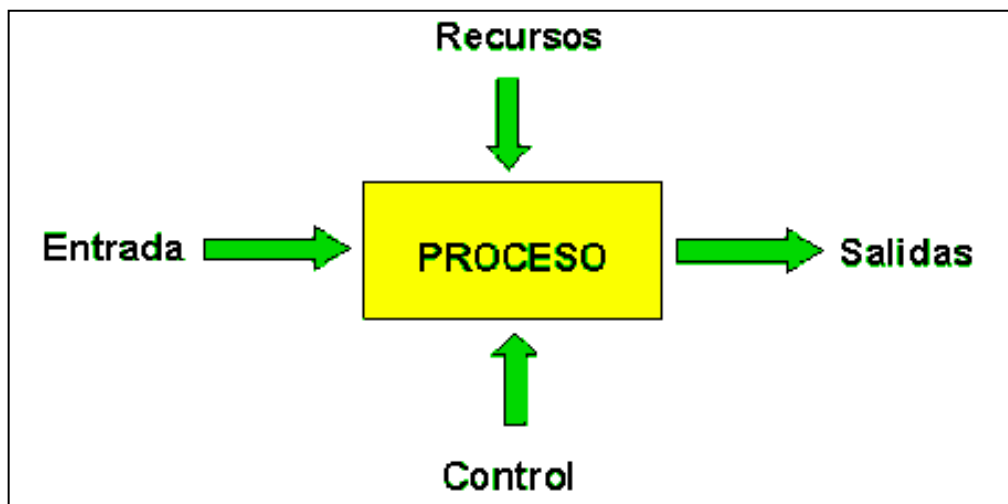 Recursos
Entrada
PROCESO
Salidas
Control